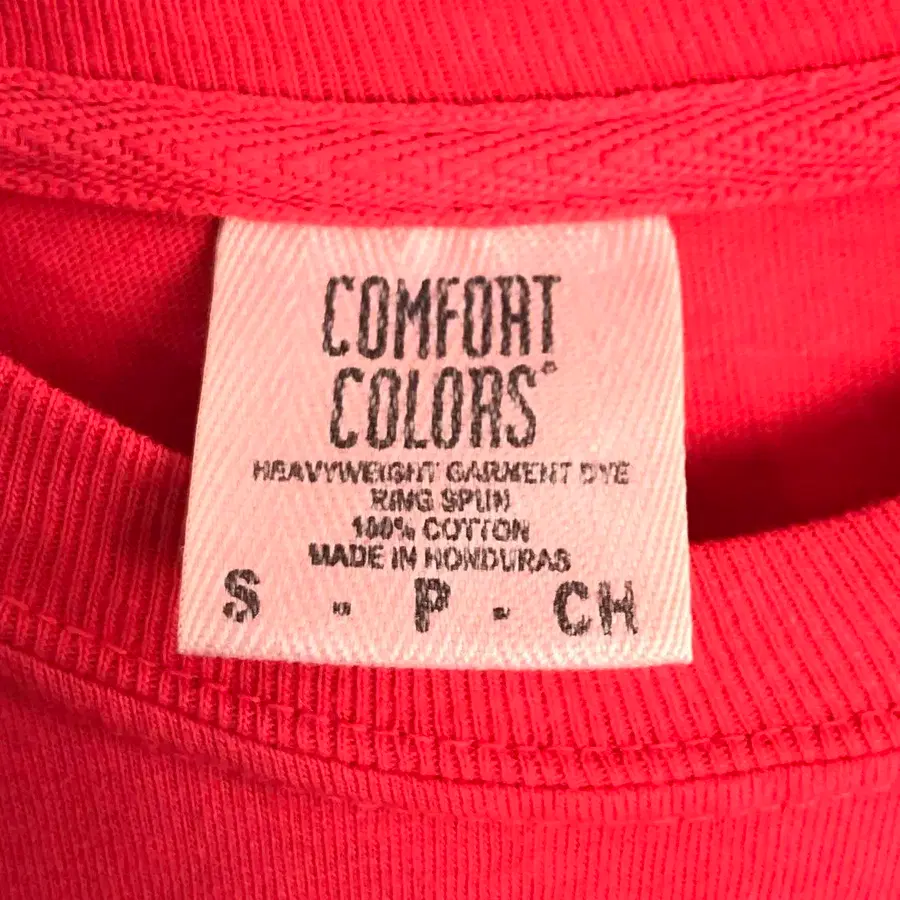 COMFORT
COLORS®
HEAVYWEIGHT GARMENT DYE
RING SPUN
100% COTTON
MADE IN HONDURAS
S - P - CH